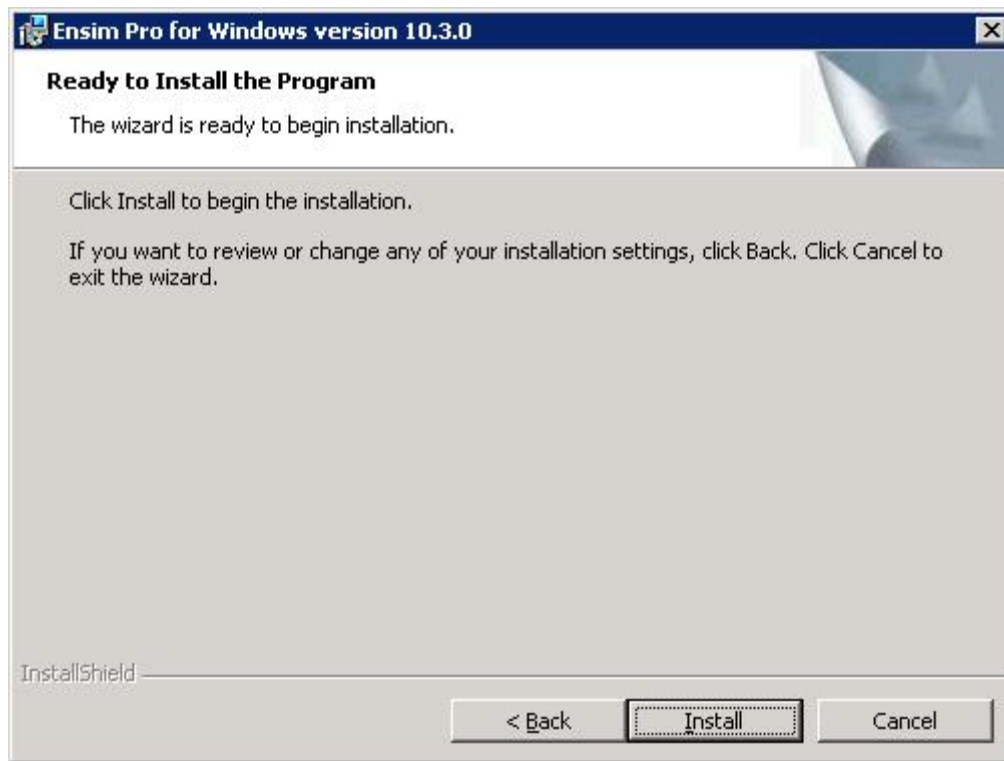 Ensim Pro for Windows version 10.3.0
Ready to Install the Program
The wizard is ready to begin installation.
Click Install to begin the installation.
If you want to review or change any of your installation settings, click Back. Click Cancel to
exit the wizard.
InstallShield
< Back
Install
Cancel